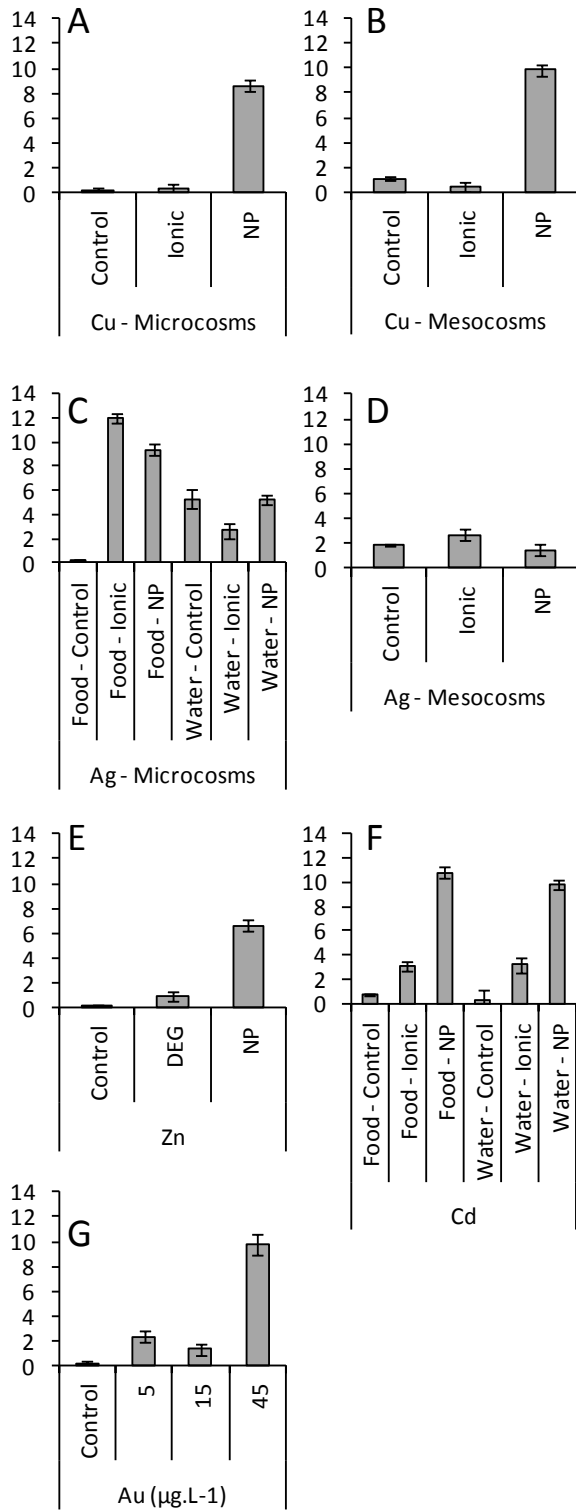 A
14
12
10
8
6
4
2
0
Control
Ionic
NP
Cu - Microcosms
B
14
12
10
8
6
4
2
0
Control
Ionic
NP
Cu - Mesocosms
C
14
12
10
8
6
4
2
0
Food - Control
Food - Ionic
Food - NP
Water - Control
Water - Ionic
Water - NP
Ag - Microcosms
D
14
12
10
8
6
4
2
0
Control
Ionic
NP
Ag - Mesocosms
E
14
12
10
8
6
4
2
0
Control
DEG
NP
Zn
F
14
12
10
8
6
4
2
0
Food - Control
Food - Ionic
Food - NP
Water - Control
Water - Ionic
Water - NP
Cd
G
14
12
10
8
6
4
2
0
Control
5
15
45
Au (µg.L-1)